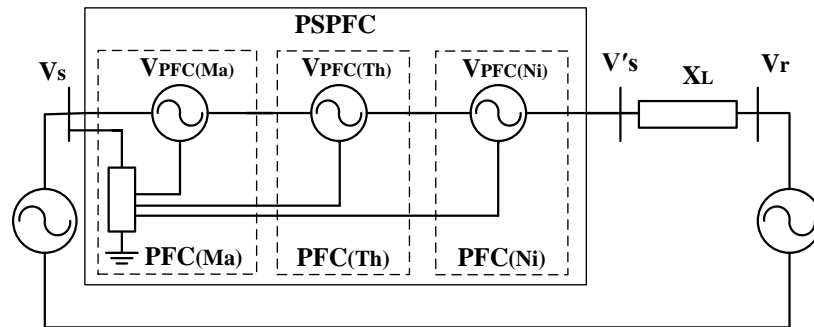 PSPFC
Vs
VPFC(Ma)
VPFC(Th)
VPFC(Ni)
V's
XL
Vr
PFC(Ma)
PFC(Th)
PFC(Ni)